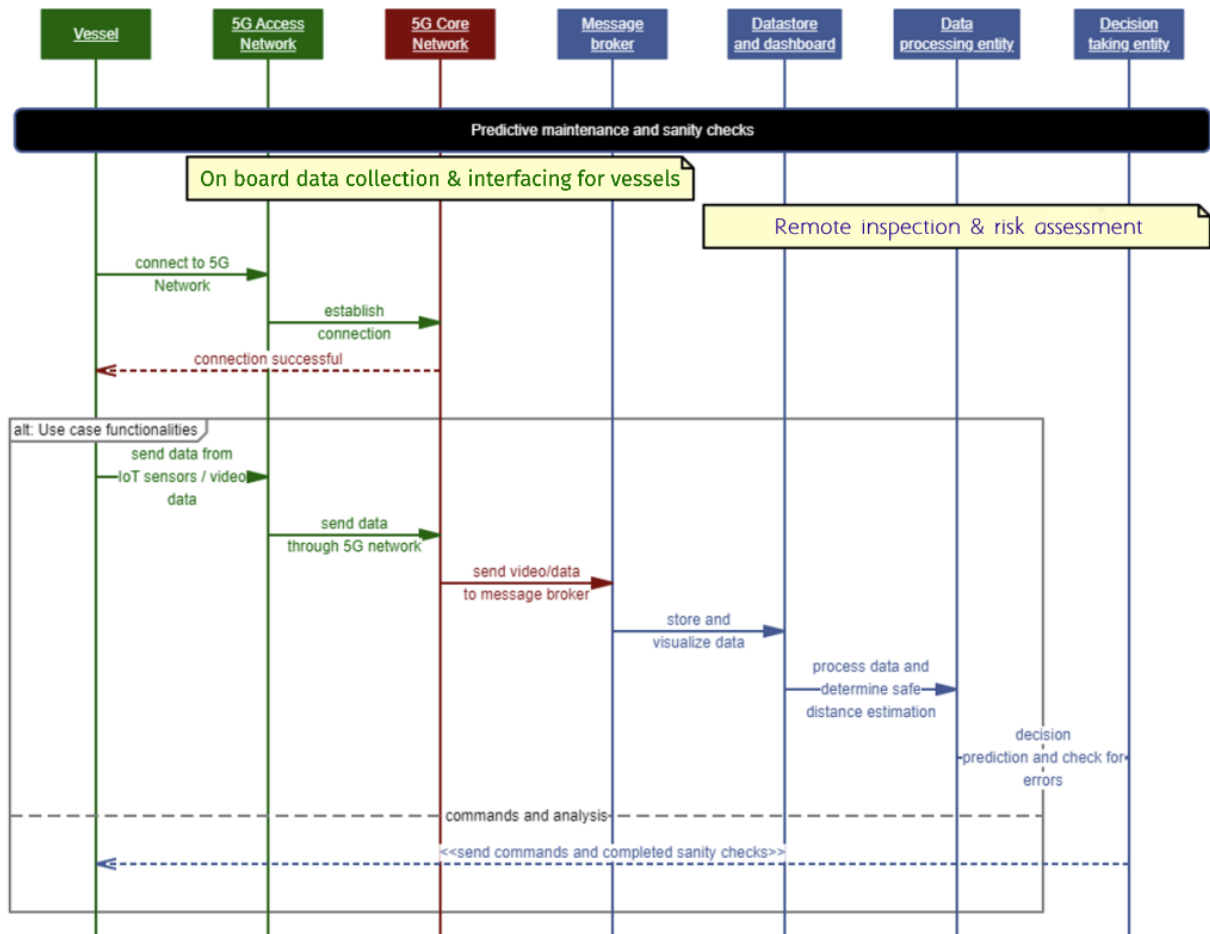 Vessel
5G Access
Network
5G Core
Network
Message
broker
Datastore
and dashboard
Data
processing entity
Decision
taking entity
Predictive maintenance and sanity checks
On board data collection & interfacing for vessels
Remote inspection & risk assessment
connect to 5G
Network
establish
connection
connection successful
alt: Use case functionalities
send data from
IoT sensors / video
data
send data
through 5G network
send video/data
to message broker
store and
visualize data
process data and
determine safe
distance estimation
decision
prediction and check for
errors
commands and analysis
<<send commands and completed sanity checks>>